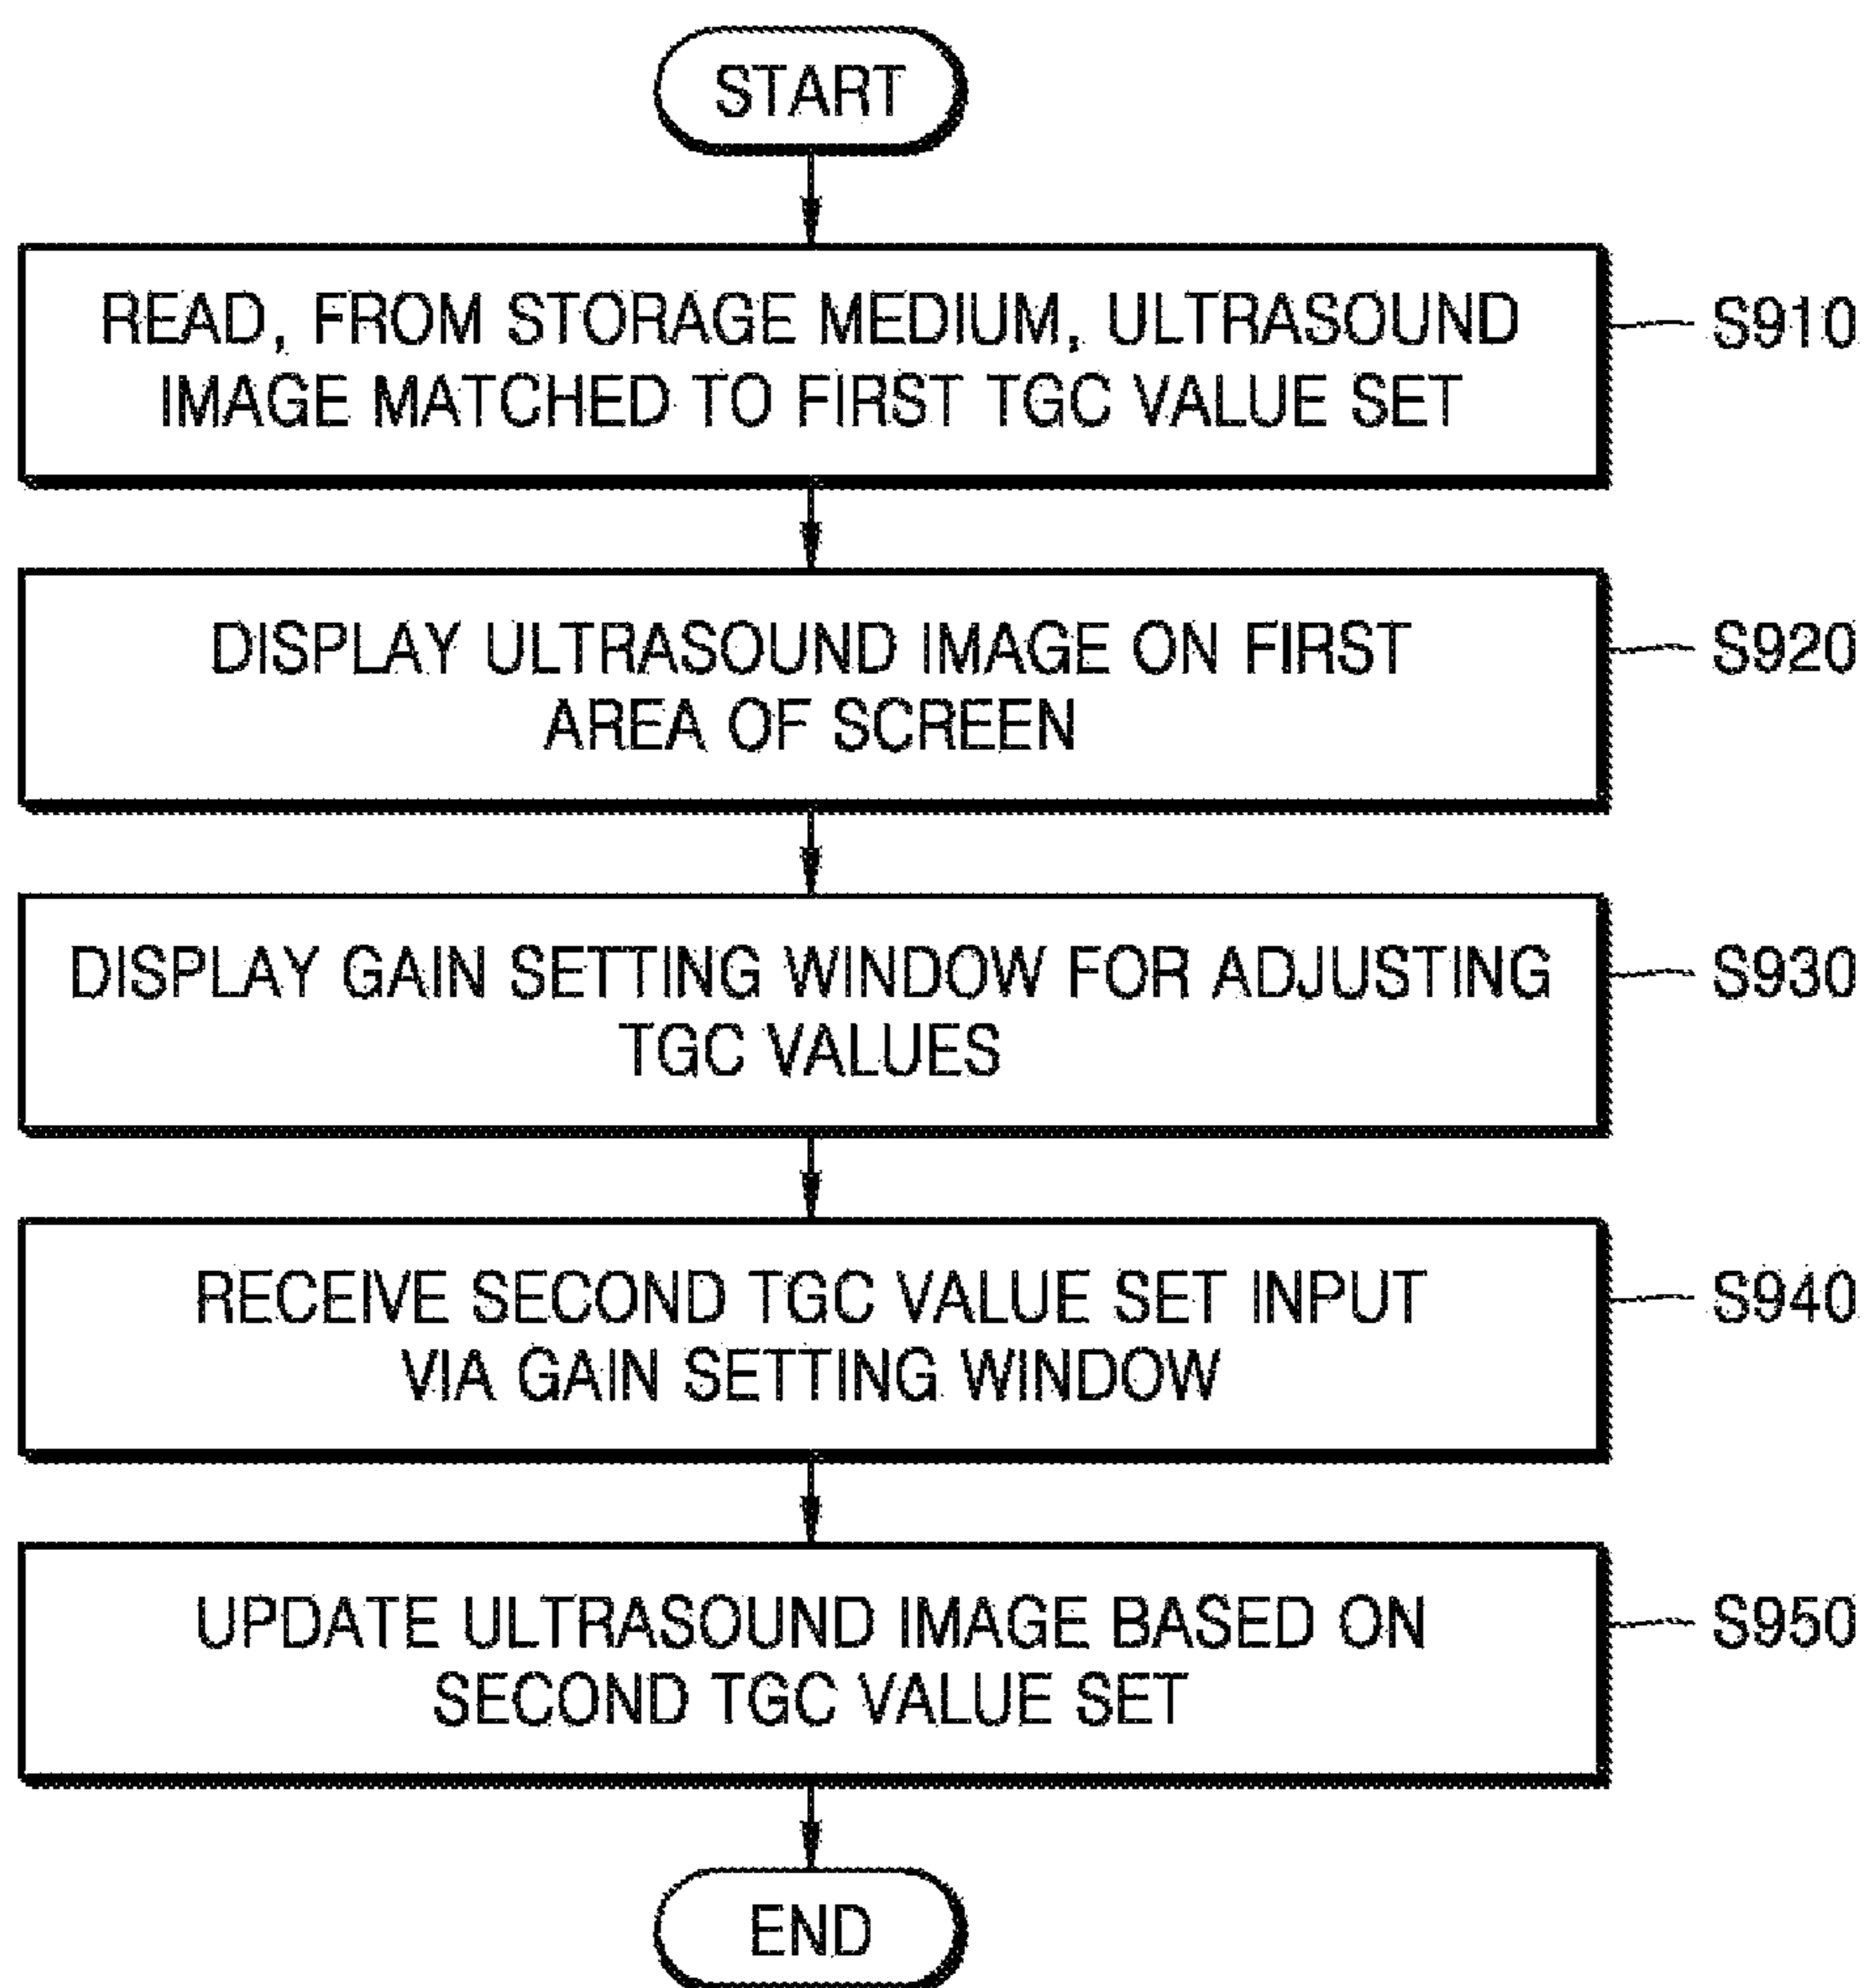 START
READ, FROM STORAGE MEDIUM, ULTRASOUND
IMAGE MATCHED TO FIRST TGC VALUE SET
S910
DISPLAY ULTRASOUND IMAGE ON FIRST
AREA OF SCREEN
S920
DISPLAY GAIN SETTING WINDOW FOR ADJUSTING
TGC VALUES
S930
RECEIVE SECOND TGC VALUE SET INPUT
VIA GAIN SETTING WINDOW
S940
UPDATE ULTRASOUND IMAGE BASED ON
SECOND TGC VALUE SET
S950
END